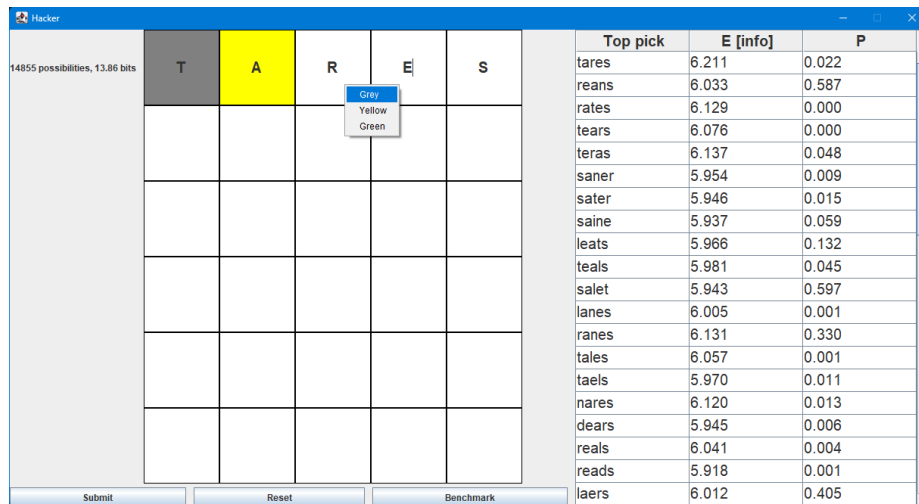 Hacker
14855 possibilities, 13.86 bits
T A R E S
Grey
Yellow
Green
Submit Reset Benchmark
Top pick E [info] P
tares 6.211 0.022
reans 6.033 0.587
rates 6.129 0.000
tears 6.076 0.000
teras 6.137 0.048
saner 5.954 0.009
sater 5.946 0.015
saine 5.937 0.059
leats 5.966 0.132
teals 5.981 0.045
salet 5.943 0.597
lanes 6.005 0.001
ranes 6.131 0.330
tales 6.057 0.001
taels 5.970 0.011
nares 6.120 0.013
dears 5.945 0.006
reals 6.041 0.004
reads 5.918 0.001
laers 6.012 0.405